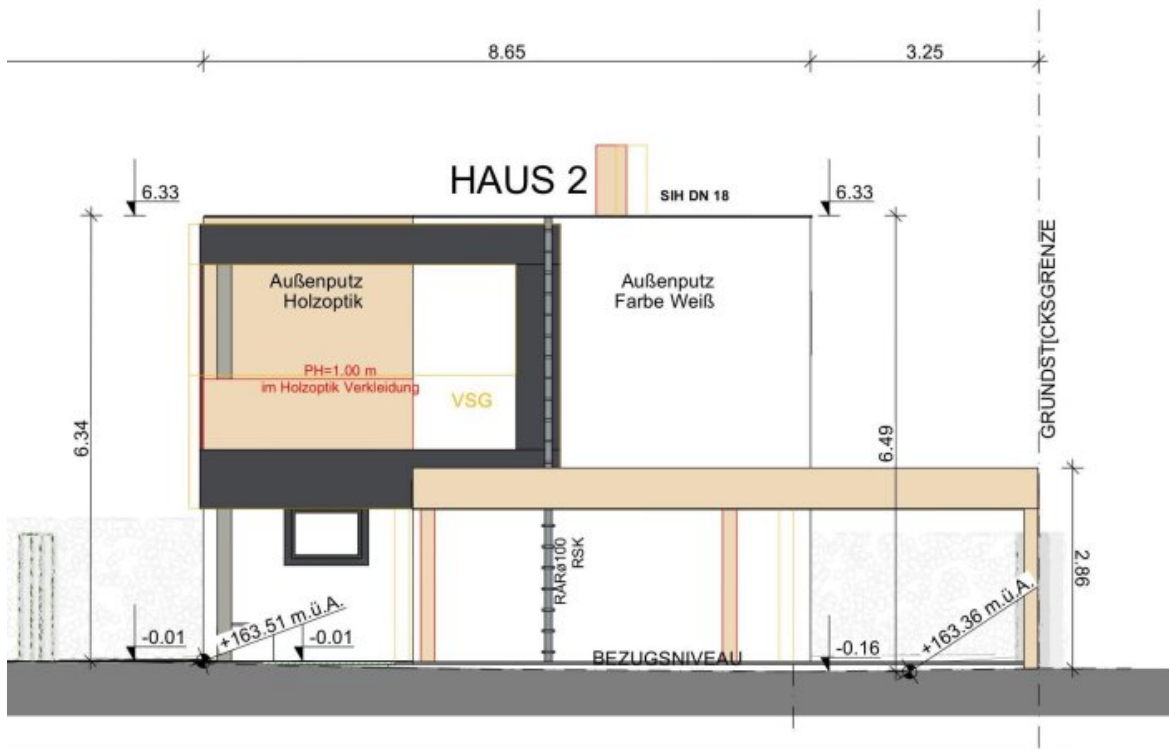 8.65
3.25
HAUS 2
SIH DN 18
6.33
6.33
Außenputz
Holzoptik
Außenputz
Farbe Weiß
GRUNDST[CKSGRENZE
PH=1.00 m
im Holzoptik Verkleidung
VSG
6.34
6.49
RARø100
RSK
2.86
-0.01
+163.51 m.ü.A.
-0.01
BEZUGSNIVEAU
-0.16
+163.36 m.ü.A.